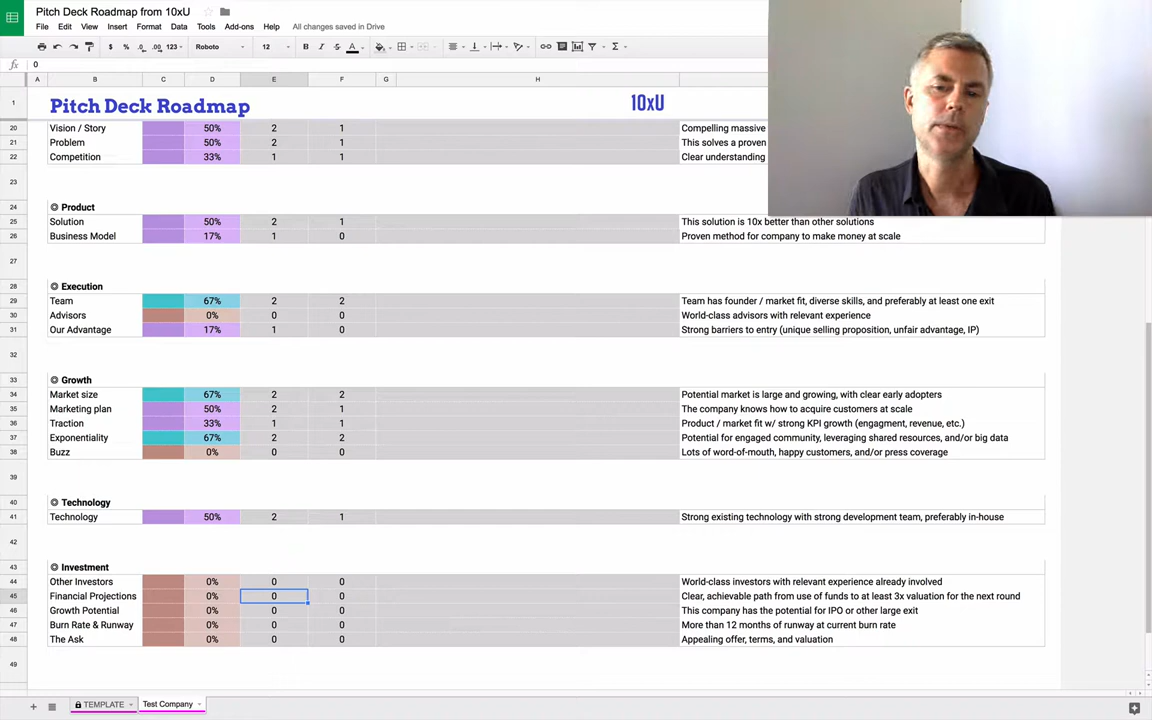 Pitch Deck Roadmap from 10xU
File Edit View Insert Format Data Tools Add-ons Help All changes saved in Drive
$ % .0 .00 123 Roboto 12 B I S A
fx 0
A B C D E F G H
1 Pitch Deck Roadmap 10xU
20 Vision / Story 50% 2 1 Compelling massive
21 Problem 50% 2 1 This solves a proven
22 Competition 33% 1 1 Clear understanding
23
24 ◎ Product
25 Solution 50% 2 1 This solution is 10x better than other solutions
26 Business Model 17% 1 0 Proven method for company to make money at scale
27
28 ◎ Execution
29 Team 67% 2 2 Team has founder / market fit, diverse skills, and preferably at least one exit
30 Advisors 0% 0 0 World-class advisors with relevant experience
31 Our Advantage 17% 1 0 Strong barriers to entry (unique selling proposition, unfair advantage, IP)
32
33 ◎ Growth
34 Market size 67% 2 2 Potential market is large and growing, with clear early adopters
35 Marketing plan 50% 2 1 The company knows how to acquire customers at scale
36 Traction 33% 1 1 Product / market fit w/ strong KPI growth (engagment, revenue, etc.)
37 Exponentiality 67% 2 2 Potential for engaged community, leveraging shared resources, and/or big data
38 Buzz 0% 0 0 Lots of word-of-mouth, happy customers, and/or press coverage
39
40 ◎ Technology
41 Technology 50% 2 1 Strong existing technology with strong development team, preferably in-house
42
43 ◎ Investment
44 Other Investors 0% 0 0 World-class investors with relevant experience already involved
45 Financial Projections 0% 0 0 Clear, achievable path from use of funds to at least 3x valuation for the next round
46 Growth Potential 0% 0 0 This company has the potential for IPO or other large exit
47 Burn Rate & Runway 0% 0 0 More than 12 months of runway at current burn rate
48 The Ask 0% 0 0 Appealing offer, terms, and valuation
49
TEMPLATE Test Company